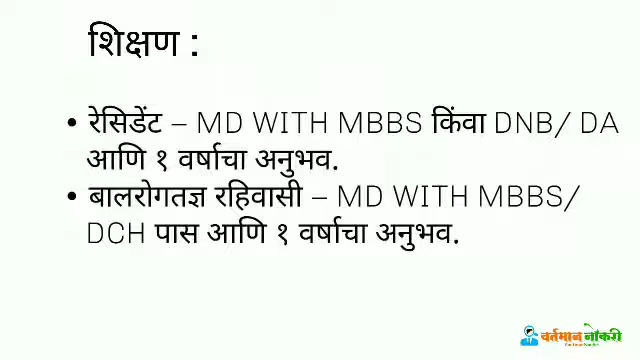 शिक्षण :
• रेसिडेंट – MD WITH MBBS किंवा DNB/ DA
आणि १ वर्षाचा अनुभव.
• बालरोगतज्ञ रहिवासी – MD WITH MBBS/
DCH पास आणि १ वर्षाचा अनुभव.
वर्तमान नोकरी